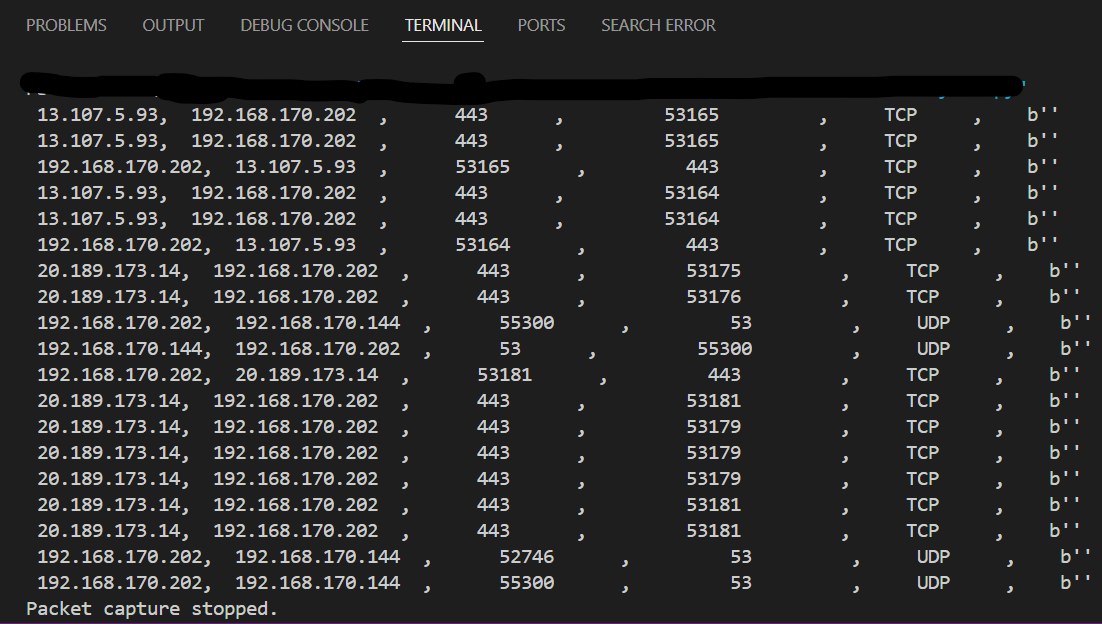 PROBLEMS OUTPUT DEBUG CONSOLE TERMINAL PORTS SEARCH ERROR
13.107.5.93, 192.168.170.202 , 443 , 53165 , TCP , b''
13.107.5.93, 192.168.170.202 , 443 , 53165 , TCP , b''
192.168.170.202, 13.107.5.93 , 53165 , 443 , TCP , b''
13.107.5.93, 192.168.170.202 , 443 , 53164 , TCP , b''
13.107.5.93, 192.168.170.202 , 443 , 53164 , TCP , b''
192.168.170.202, 13.107.5.93 , 53164 , 443 , TCP , b''
20.189.173.14, 192.168.170.202 , 443 , 53175 , TCP , b''
20.189.173.14, 192.168.170.202 , 443 , 53176 , TCP , b''
192.168.170.202, 192.168.170.144 , 55300 , 53 , UDP , b''
192.168.170.144, 192.168.170.202 , 53 , 55300 , UDP , b''
192.168.170.202, 20.189.173.14 , 53181 , 443 , TCP , b''
20.189.173.14, 192.168.170.202 , 443 , 53181 , TCP , b''
20.189.173.14, 192.168.170.202 , 443 , 53179 , TCP , b''
20.189.173.14, 192.168.170.202 , 443 , 53179 , TCP , b''
20.189.173.14, 192.168.170.202 , 443 , 53179 , TCP , b''
20.189.173.14, 192.168.170.202 , 443 , 53181 , TCP , b''
20.189.173.14, 192.168.170.202 , 443 , 53181 , TCP , b''
192.168.170.202, 192.168.170.144 , 52746 , 53 , UDP , b''
192.168.170.202, 192.168.170.144 , 55300 , 53 , UDP , b''
Packet capture stopped.